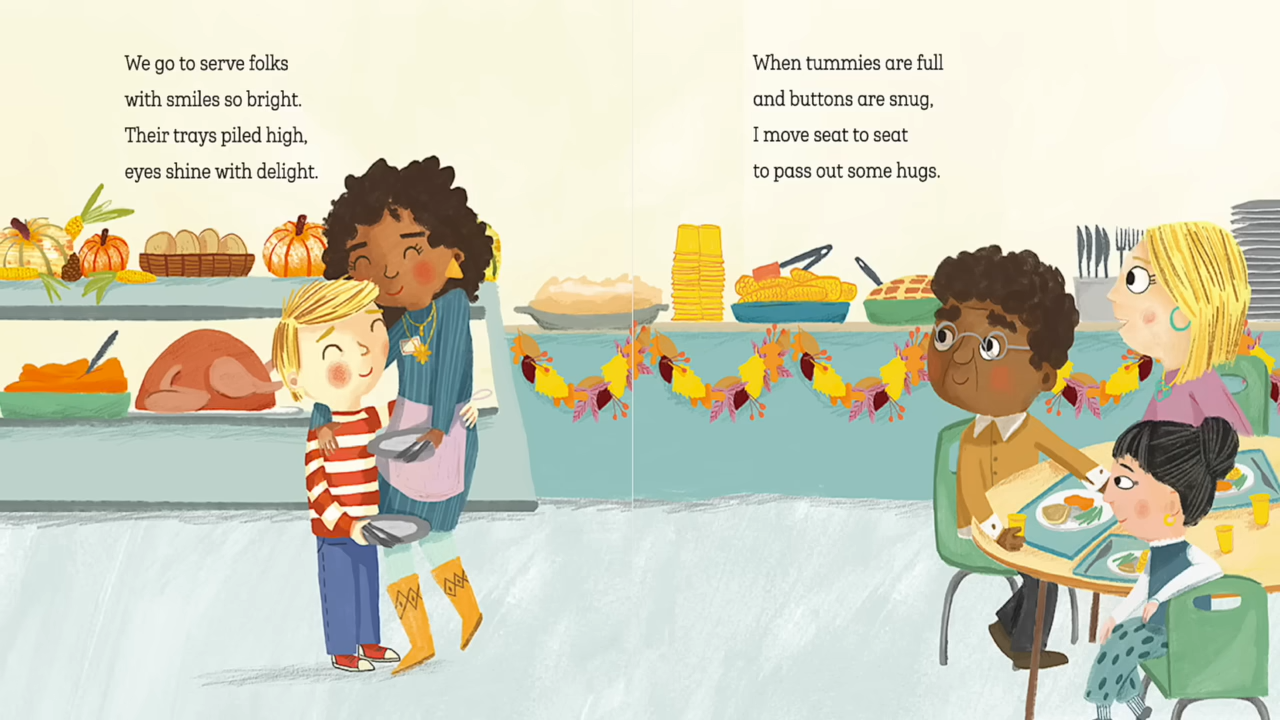 We go to serve folks
with smiles so bright.
Their trays piled high,
eyes shine with delight.
When tummies are full
and buttons are snug,
I move seat to seat
to pass out some hugs.